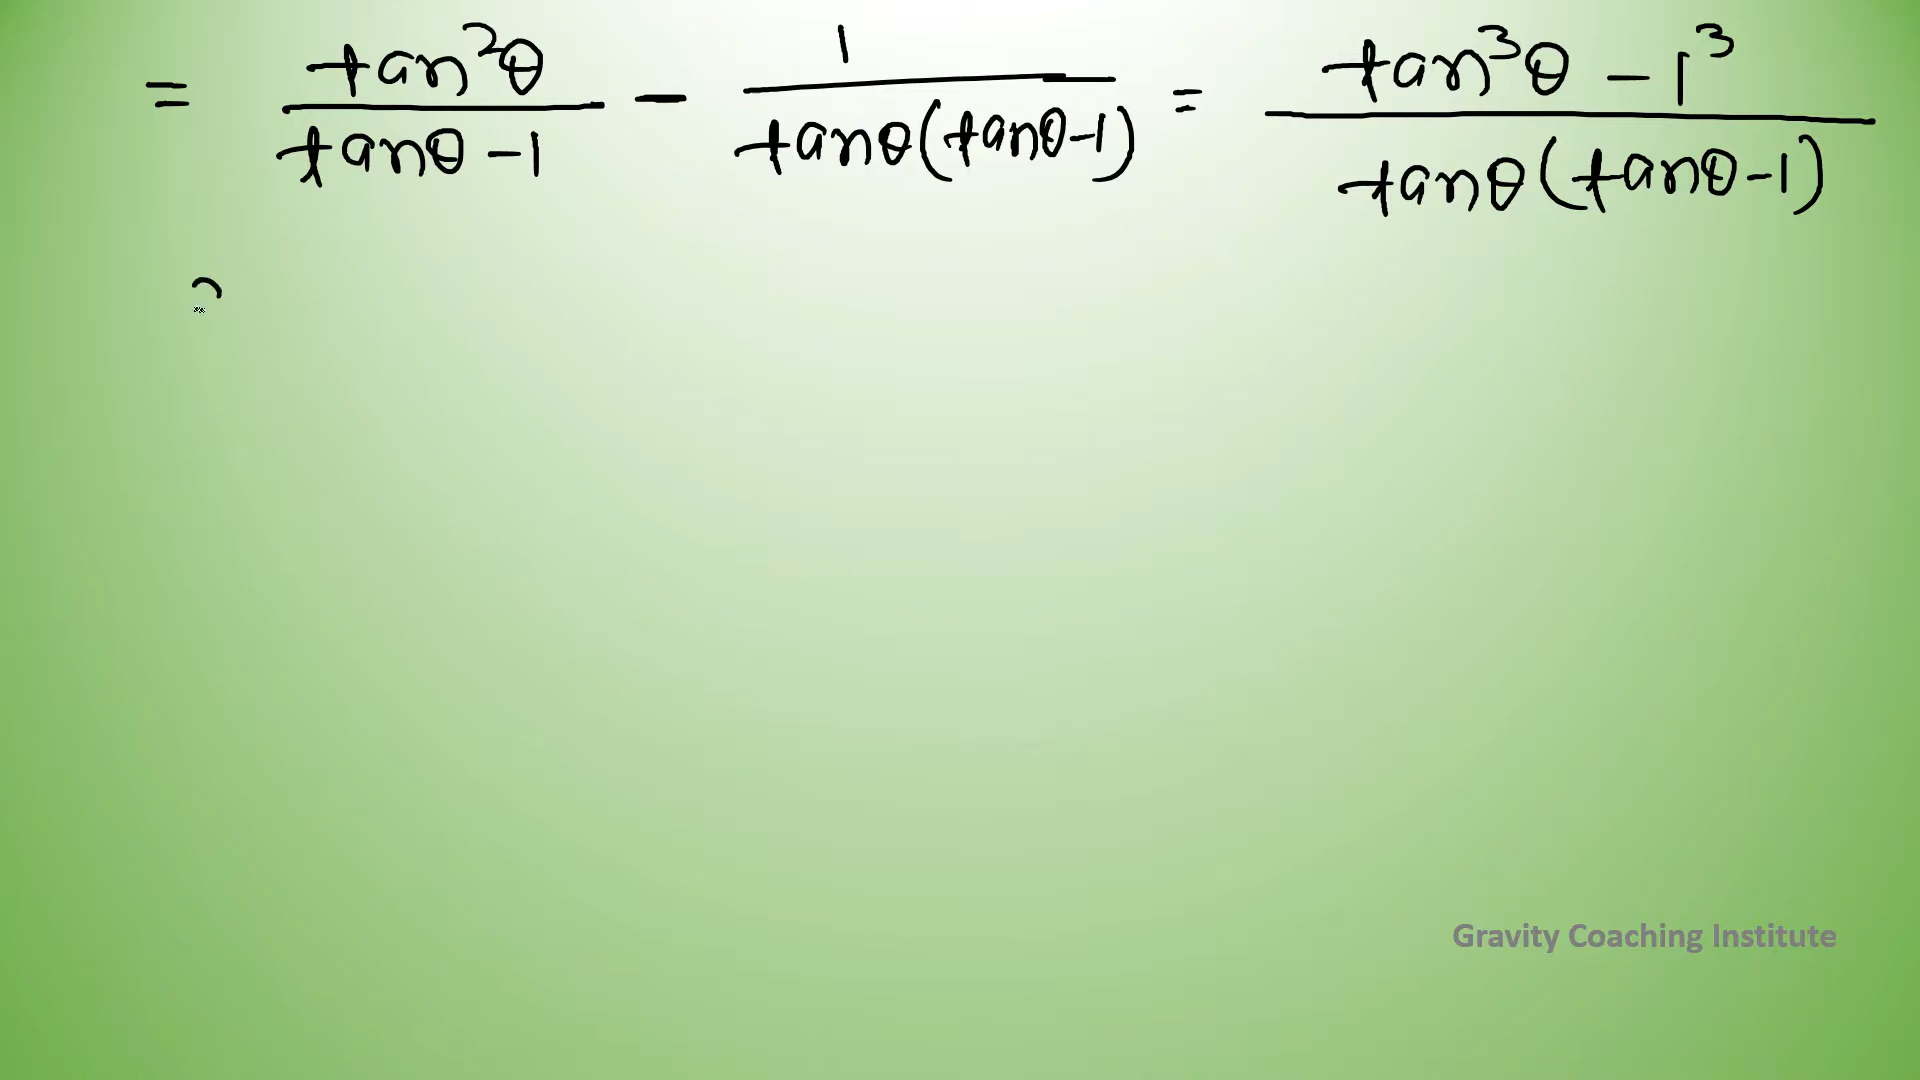 = tan²θ / tanθ - 1 - 1 / tanθ(tanθ-1) = tan³θ - 1³ / tanθ(tanθ-1)
Gravity Coaching Institute